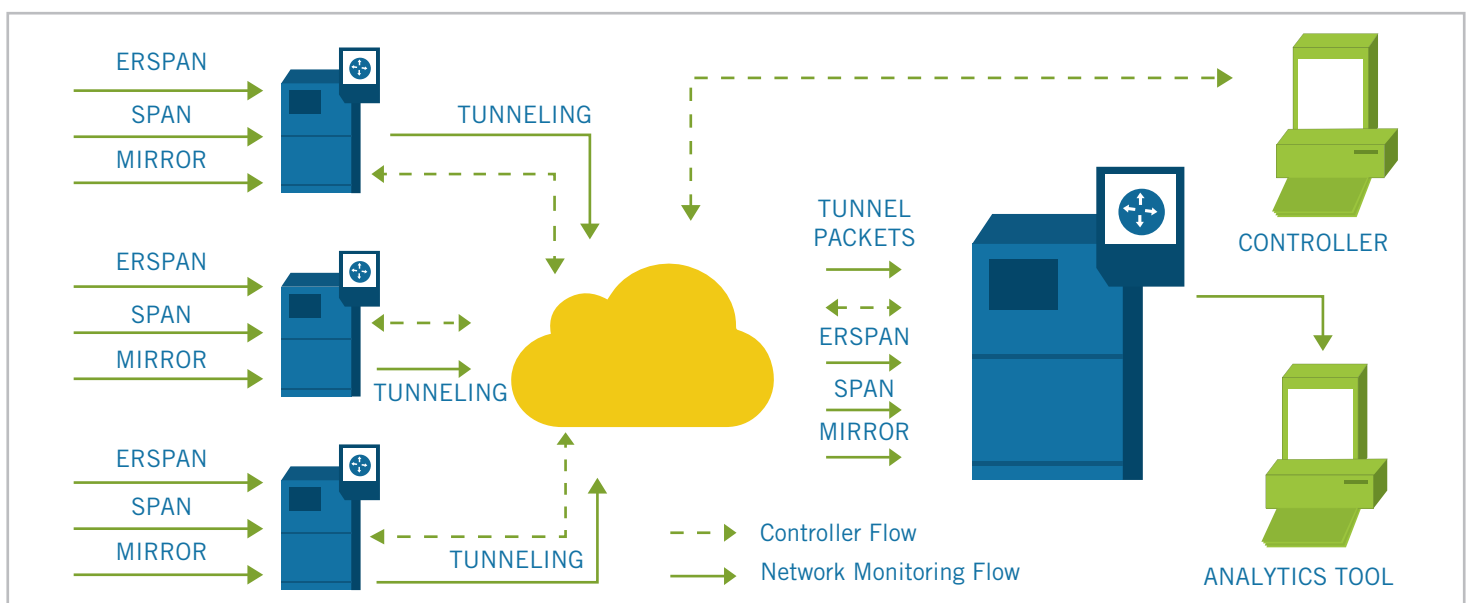 ERSPAN
SPAN
MIRROR
TUNNELING
ERSPAN
SPAN
MIRROR
TUNNELING
ERSPAN
SPAN
MIRROR
TUNNELING
TUNNEL
PACKETS
ERSPAN
SPAN
MIRROR
CONTROLLER
ANALYTICS TOOL
Controller Flow
Network Monitoring Flow